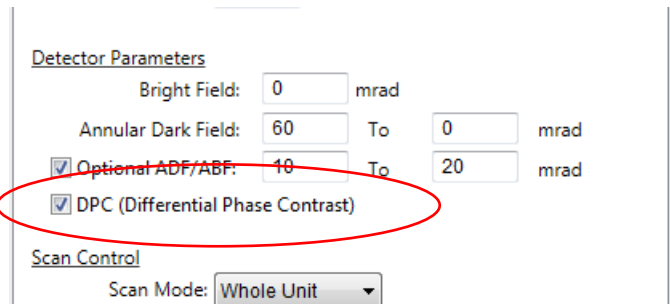 Detector Parameters
Bright Field: 0 mrad
Annular Dark Field: 60 To 0 mrad
Optional ADF/ABF: 10 To 20 mrad
DPC (Differential Phase Contrast)
Scan Control
Scan Mode: Whole Unit